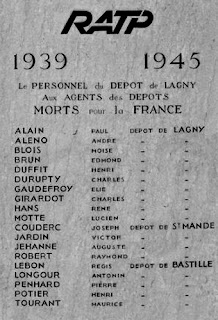 RATP
1939 1945
Le PERSONNEL du DEPOT de LAGNY
Aux AGENTS des DEPOTS
MORTS pour la FRANCE
ALAIN PAUL DEPOT DE LAGNY
ALENO ANDRE " "
BLOIS MOISE " "
BRUN EDMOND " "
DUFFIT HENRI " "
DURUPTY CHARLES " "
GAUDEFROY ELIE " "
GIRARDOT CHARLES " "
HANS RENE " "
MOTTE LUCIEN " "
COUDERC JOSEPH DEPOT DE ST MANDE
JARDIN VICTOR " "
JEHANNE AUGUSTE " "
ROBERT RAYMOND " "
LEBON REGIS DEPOT DE BASTILLE
LONGOUR ANTONIN " "
PENHARD PIERRE " "
POTIER HENRI " "
TOURANT MAURICE " "